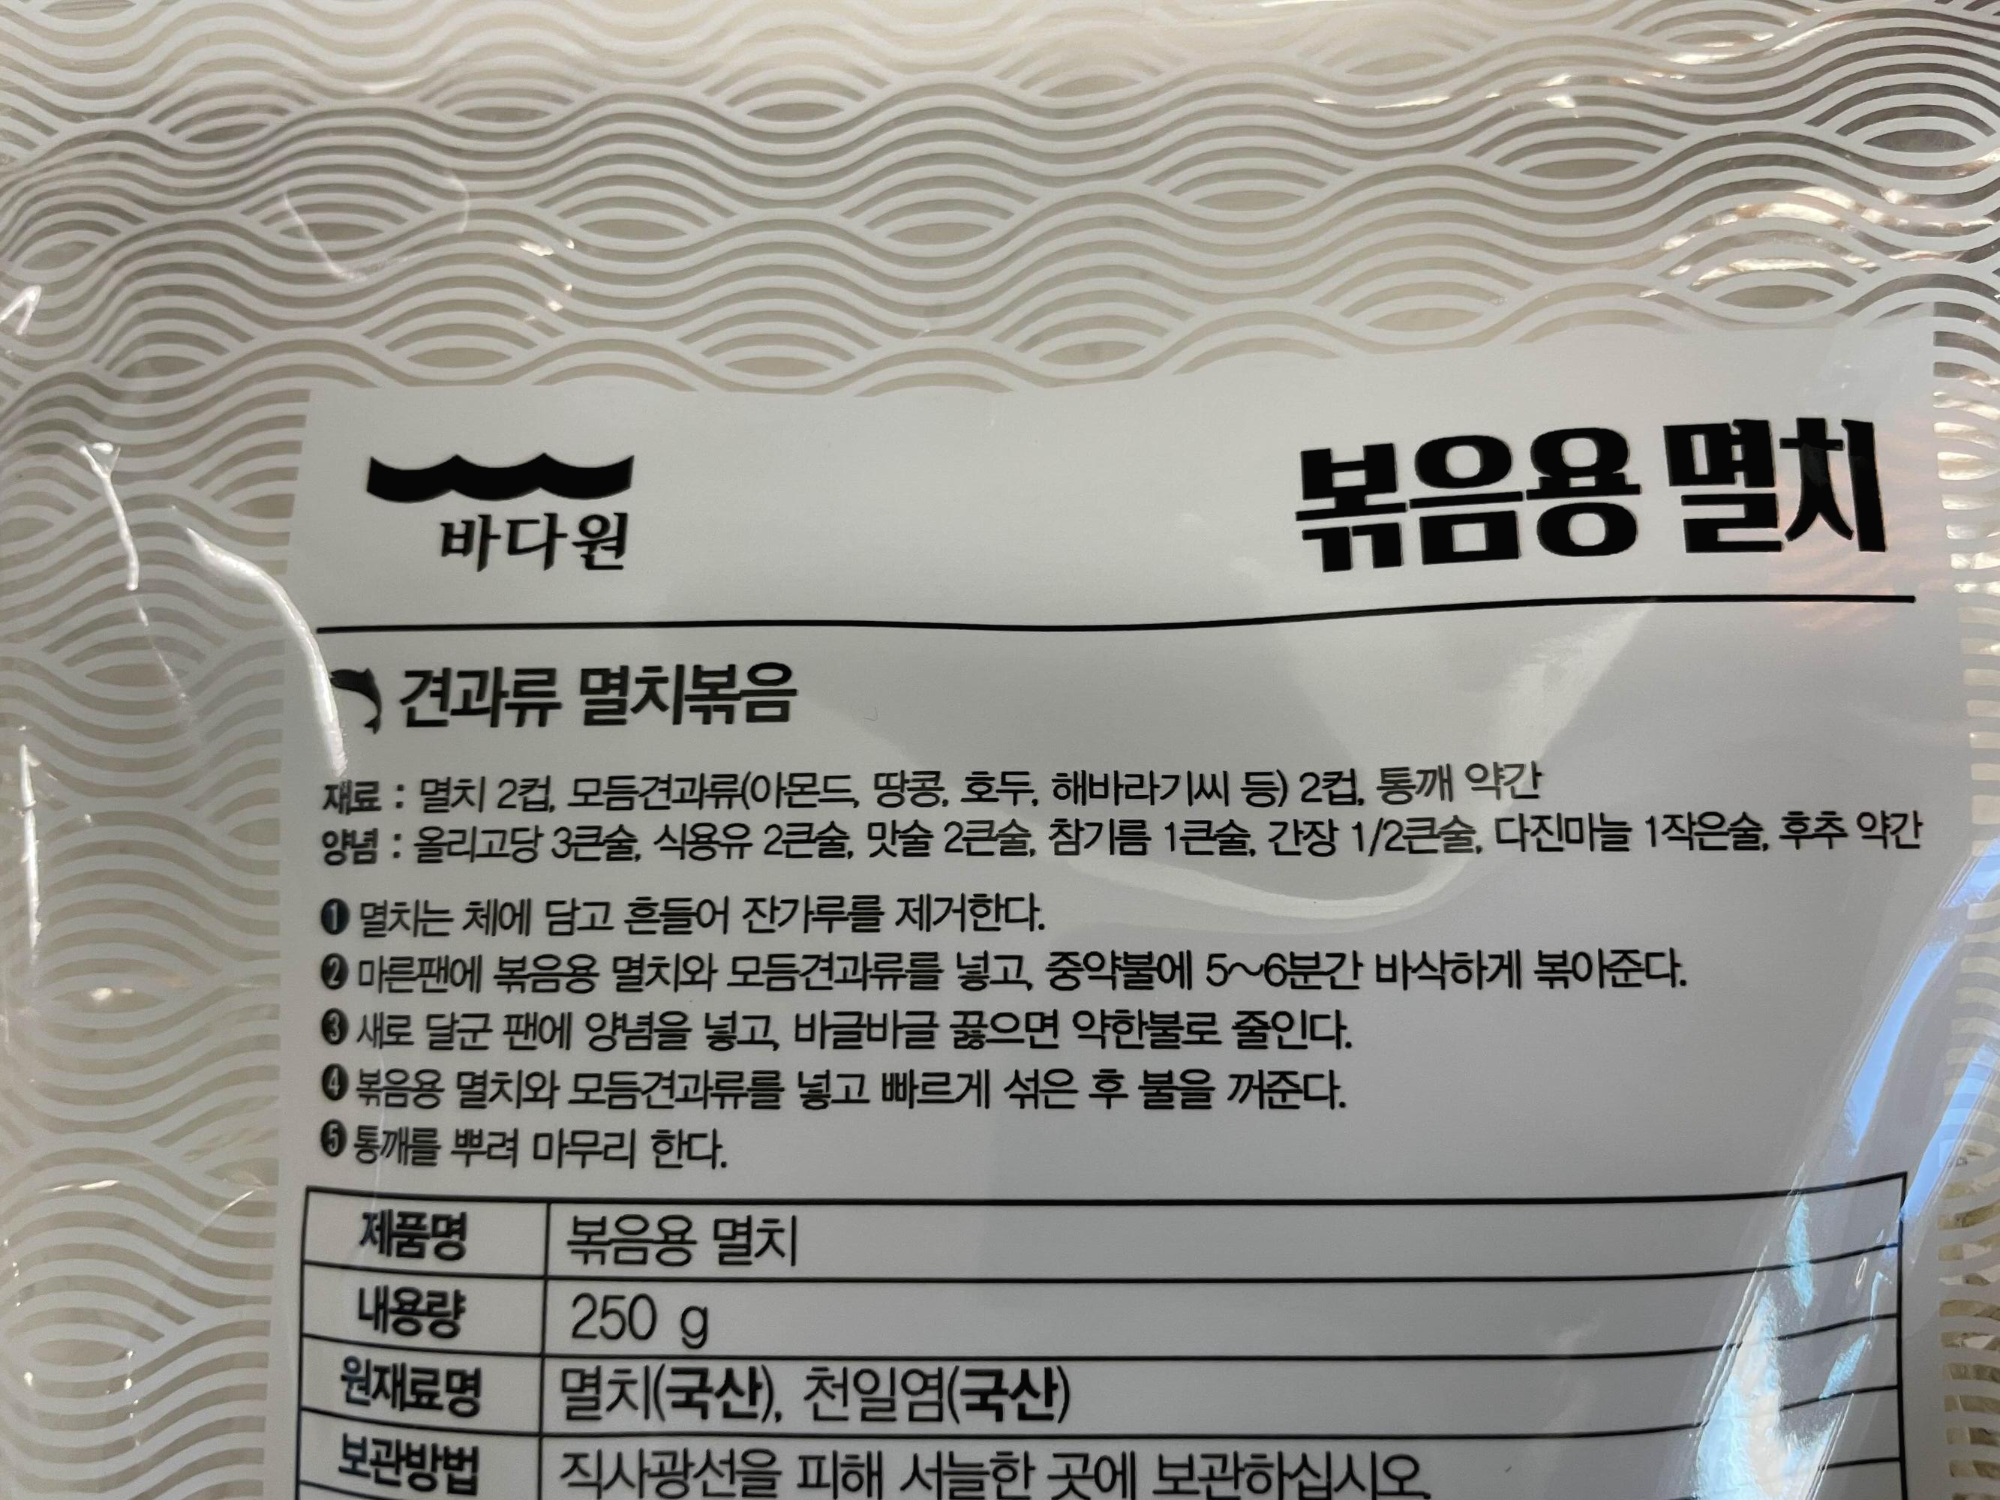 바다원
볶음용 멸치
견과류 멸치볶음
재료 : 멸치 2컵, 모듬견과류(아몬드, 땅콩, 호두, 해바라기씨 등) 2컵, 통깨 약간
양념 : 올리고당 3큰술, 식용유 2큰술, 맛술 2큰술, 참기름 1큰술, 간장 1/2큰술, 다진마늘 1작은술, 후추 약간
❶ 멸치는 체에 담고 흔들어 잔가루를 제거한다.
❷ 마른팬에 볶음용 멸치와 모듬견과류를 넣고, 중약불에 5~6분간 바삭하게 볶아준다.
❸ 새로 달군 팬에 양념을 넣고, 바글바글 끓으면 약한불로 줄인다.
❹ 볶음용 멸치와 모듬견과류를 넣고 빠르게 섞은 후 불을 꺼준다.
❺ 통깨를 뿌려 마무리 한다.
제품명 볶음용 멸치
내용량 250 g
원재료명 멸치(국산), 천일염(국산)
보관방법 직사광선을 피해 서늘한 곳에 보관하십시오.